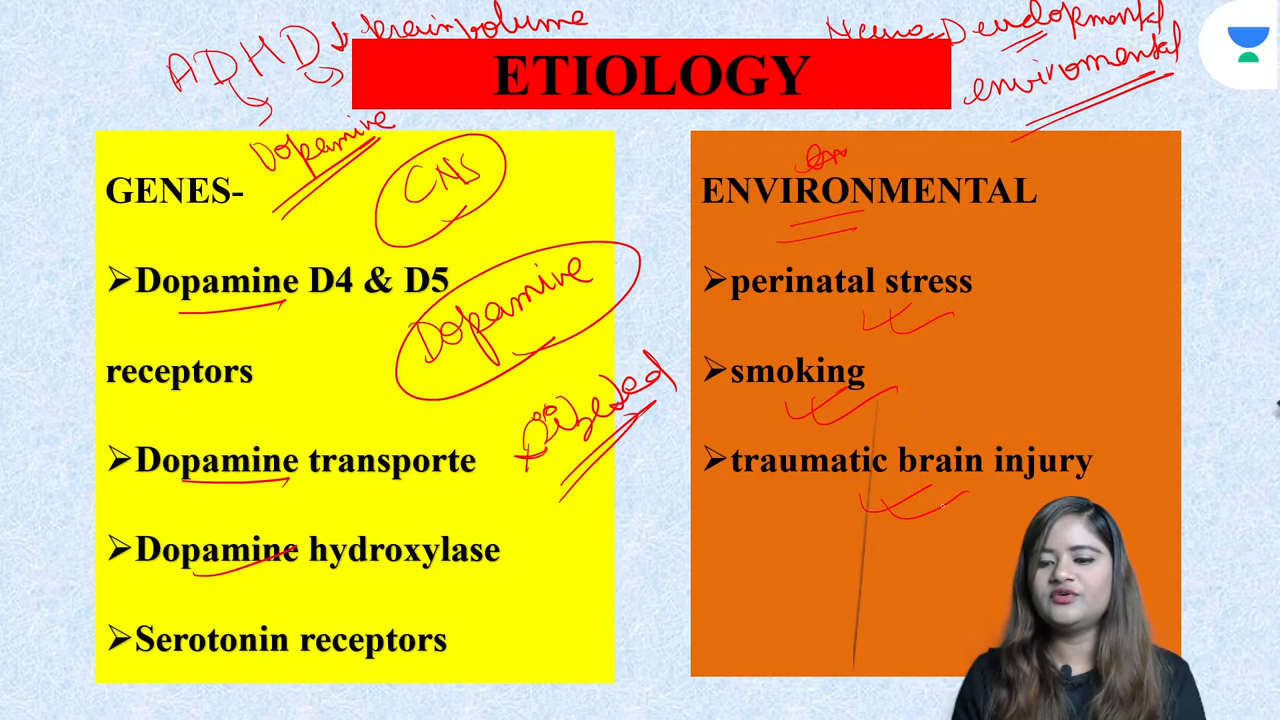 ADHD ↓ brain volume
Neuro Developmental
enviromental
ETIOLOGY
Dopamine
CNS
GENES-
ENVIRONMENTAL
➢Dopamine D4 & D5
receptors
Dopamine
➢perinatal stress
➢smoking
➢Dopamine transporte
➢traumatic brain injury
➢Dopamine hydroxylase
➢Serotonin receptors